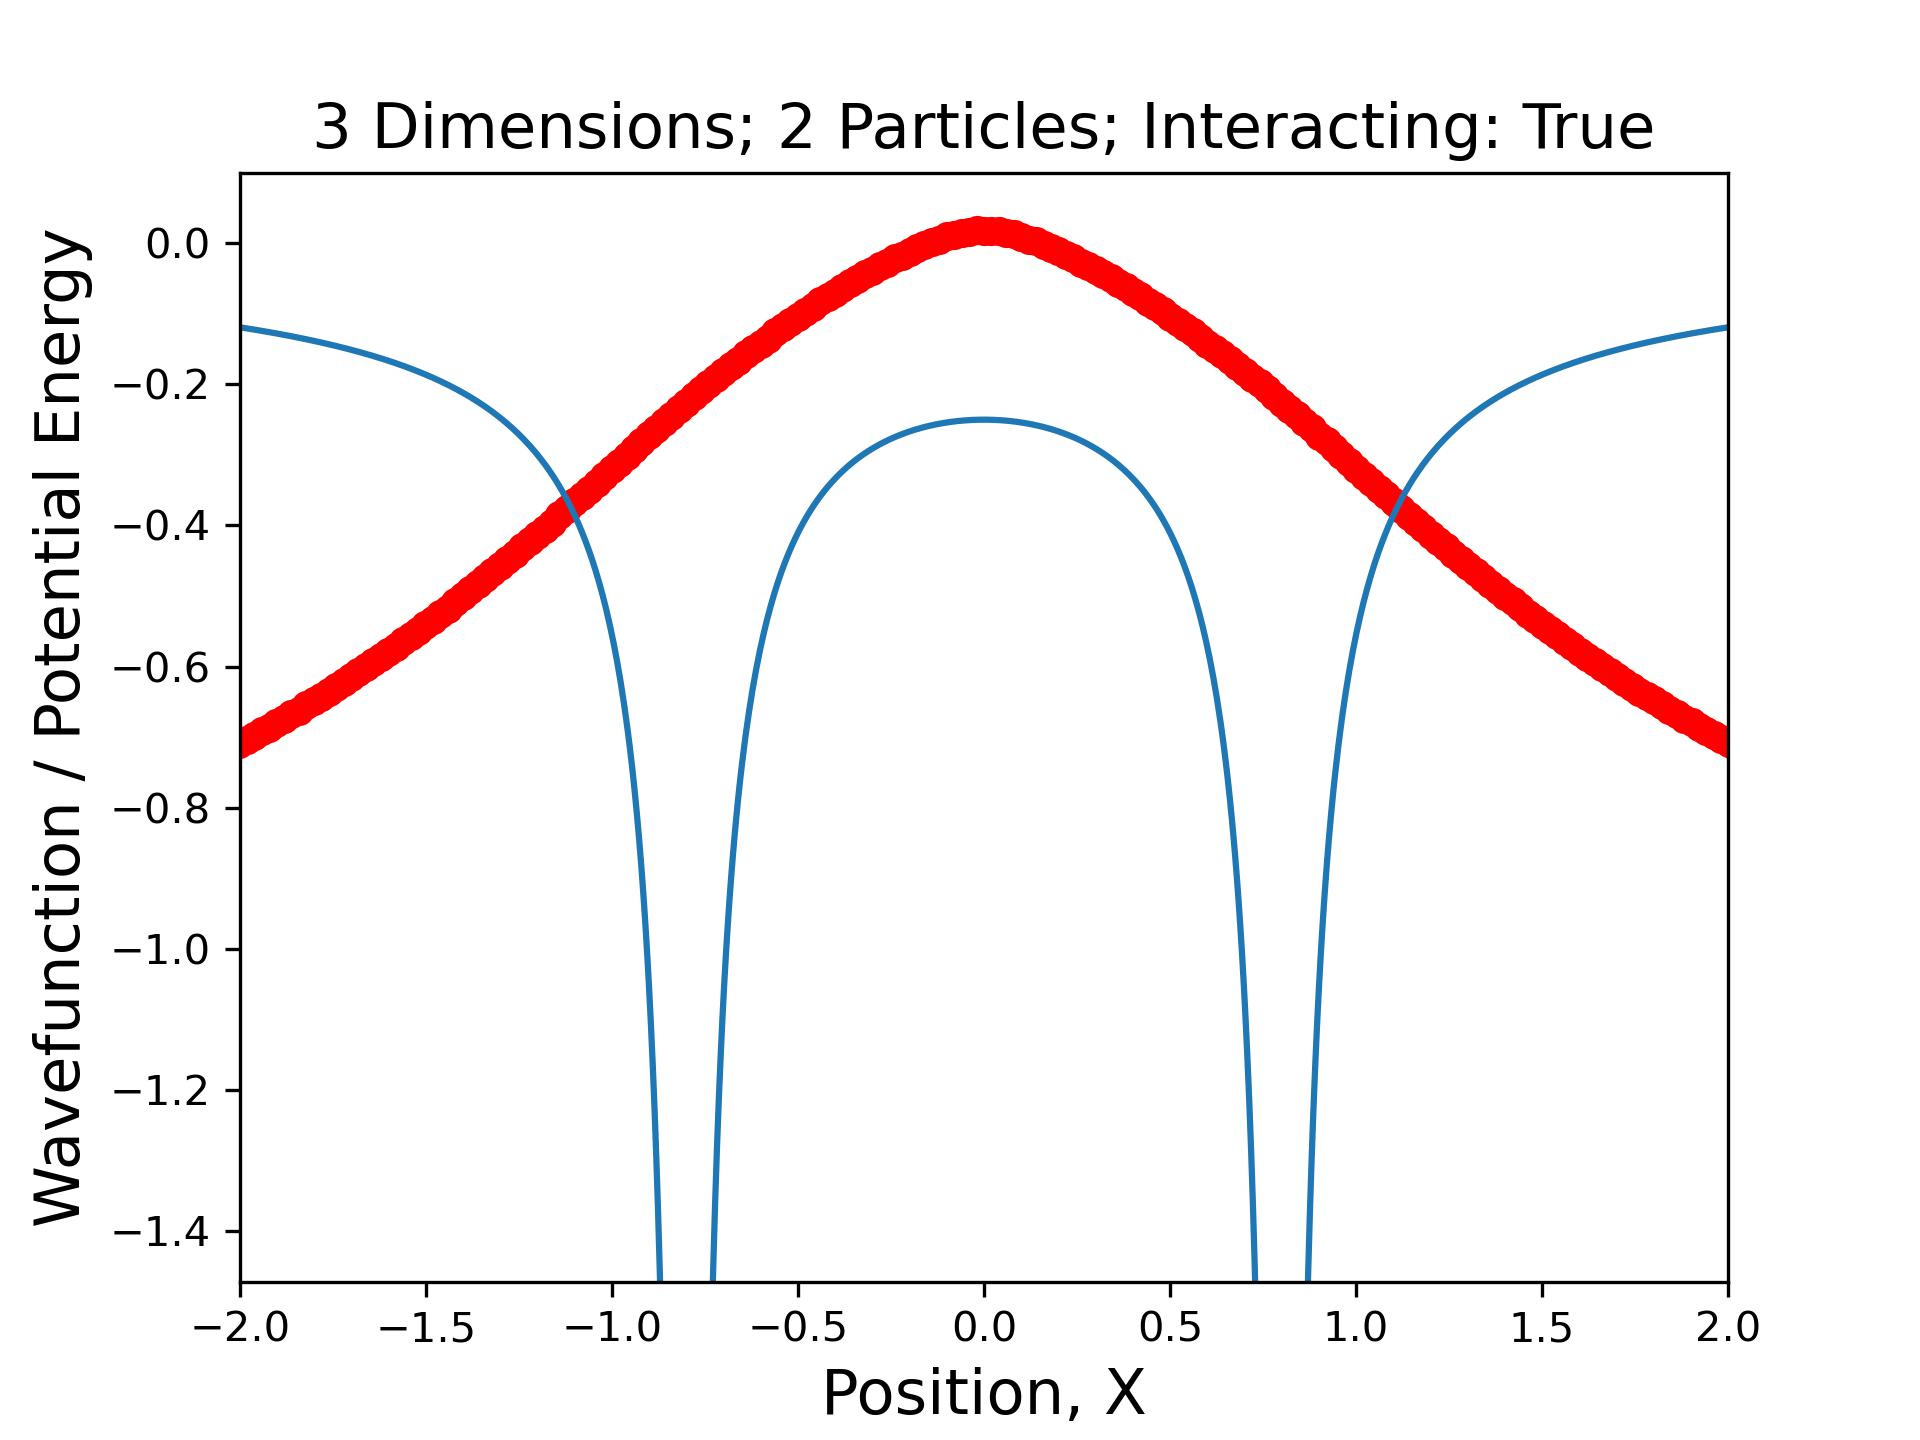 3 Dimensions; 2 Particles; Interacting: True
Wavefunction / Potential Energy
0.0
−0.2
−0.4
−0.6
−0.8
−1.0
−1.2
−1.4
−2.0 −1.5 −1.0 −0.5 0.0 0.5 1.0 1.5 2.0
Position, X